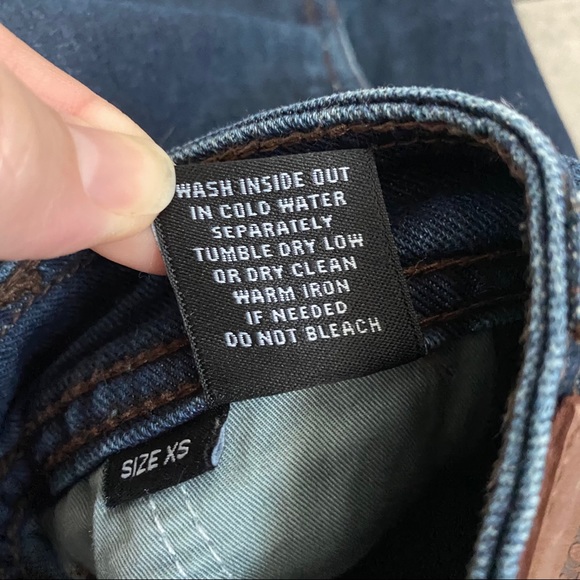 WASH INSIDE OUT
IN COLD WATER
SEPARATELY
TUMBLE DRY LOW
OR DRY CLEAN
WARM IRON
IF NEEDED
DO NOT BLEACH
SIZE XS